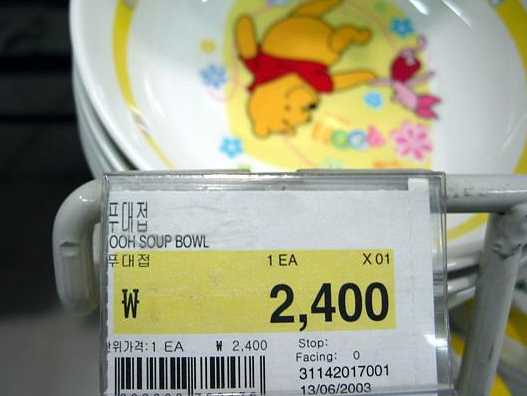 푸대접
OOH SOUP BOWL
푸대접 1 EA X 01
₩ 2,400
위가격:1 EA ₩ 2,400
Stop:
Facing: 0
31142017001
13/06/2003
POOH